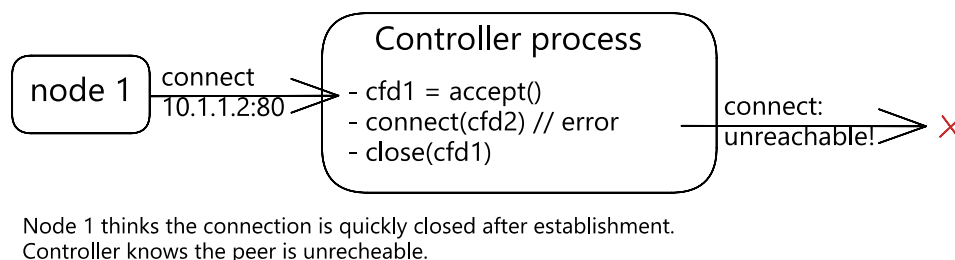 Controller process
node 1
connect
10.1.1.2:80
- cfd1 = accept()
- connect(cfd2) // error
- close(cfd1)
connect:
unreachable!
Node 1 thinks the connection is quickly closed after establishment.
Controller knows the peer is unrecheable.